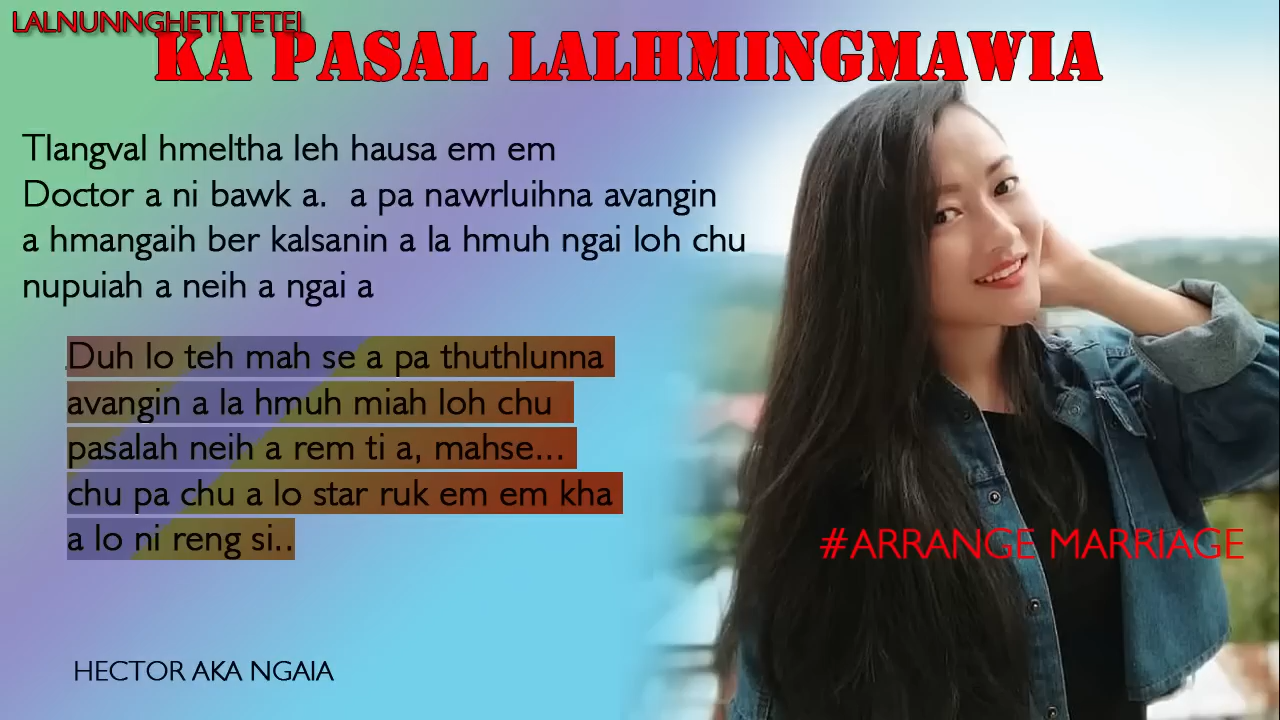 LALNUNNGHETI TETEI
KA PASAL LALHMINGMAWIA
Tlangval hmeltha leh hausa em em
Doctor a ni bawk a. a pa nawrluihna avangin
a hmangaih ber kalsanin a la hmuh ngai loh chu
nupuiah a neih a ngai a
Duh lo teh mah se a pa thuthlunna
avangin a la hmuh miah loh chu
pasalah neih a rem ti a, mahse...
chu pa chu a lo star ruk em em kha
a lo ni reng si..
#ARRANGE MARRIAGE
HECTOR AKA NGAIA